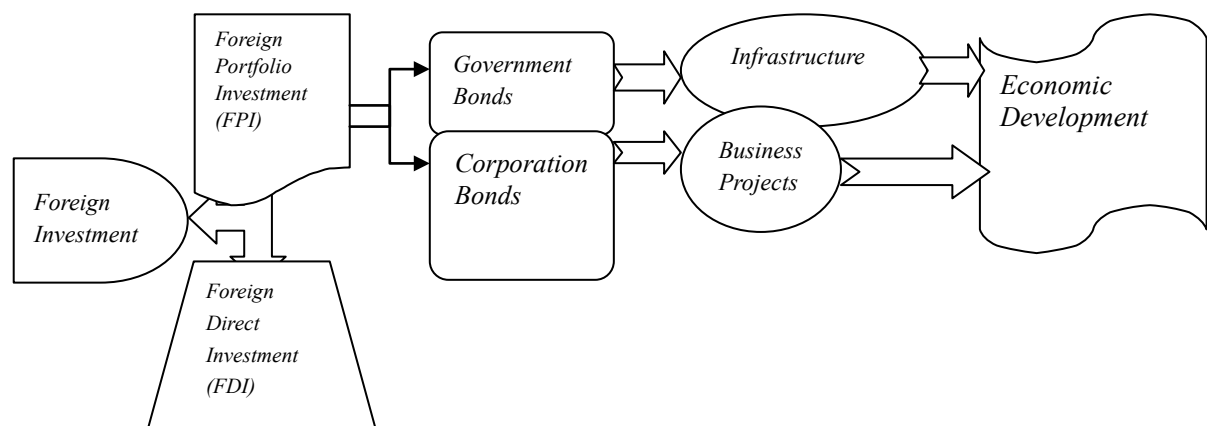 Foreign
Portfolio
Investment
(FPI)
Government
Bonds
Infrastructure
Economic
Development
Corporation
Bonds
Business
Projects
Foreign
Investment
Foreign
Direct
Investment
(FDI)